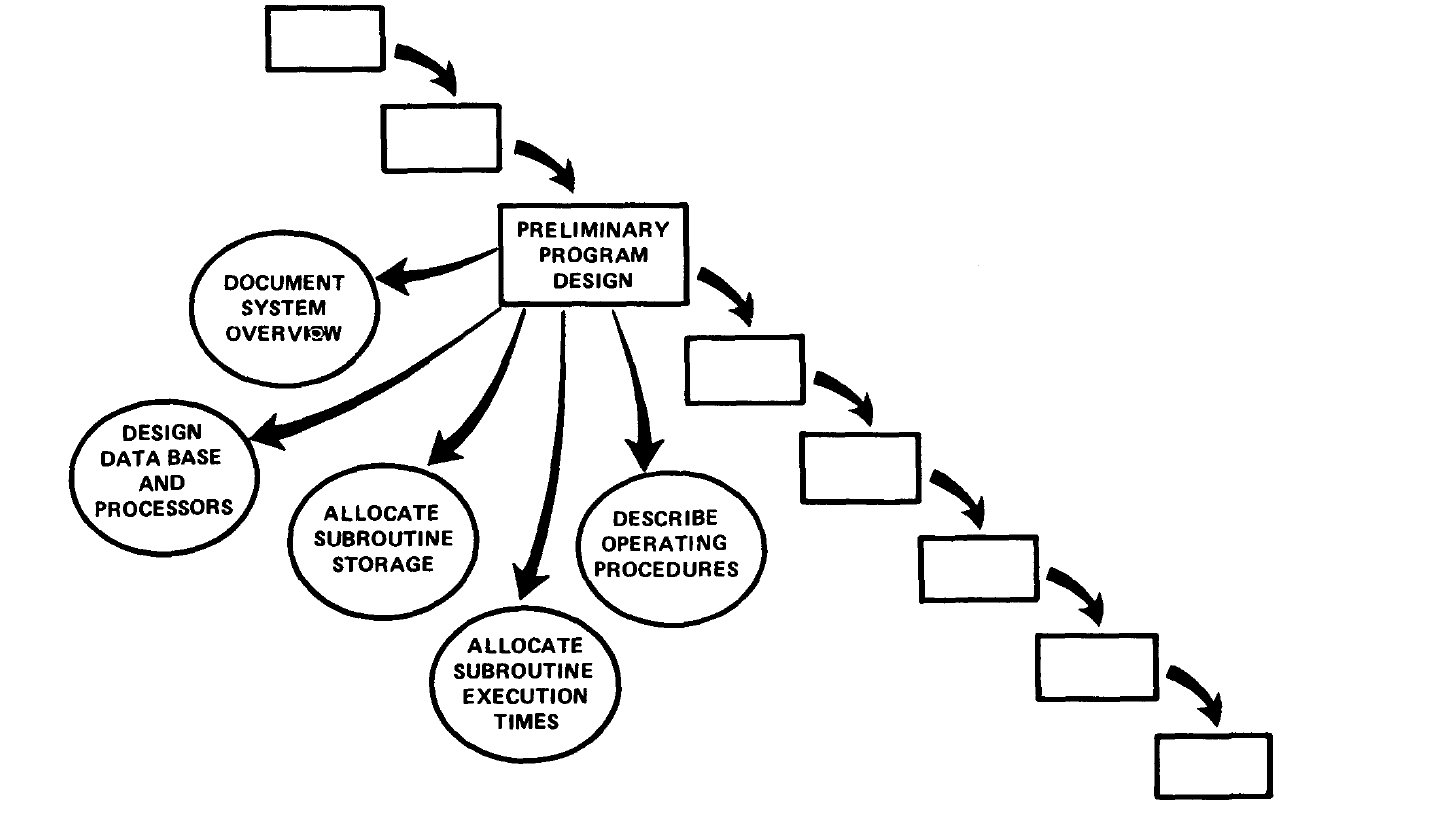 PRELIMINARY
PROGRAM
DESIGN
DOCUMENT
SYSTEM
OVERVIEW
DESIGN
DATA BASE
AND
PROCESSORS
ALLOCATE
SUBROUTINE
STORAGE
ALLOCATE
SUBROUTINE
EXECUTION
TIMES
DESCRIBE
OPERATING
PROCEDURES